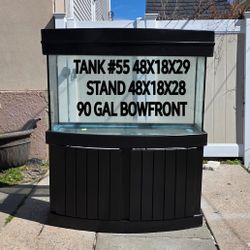 TANK #55 48X18X29
STAND 48X18X28
90 GAL BOWFRONT